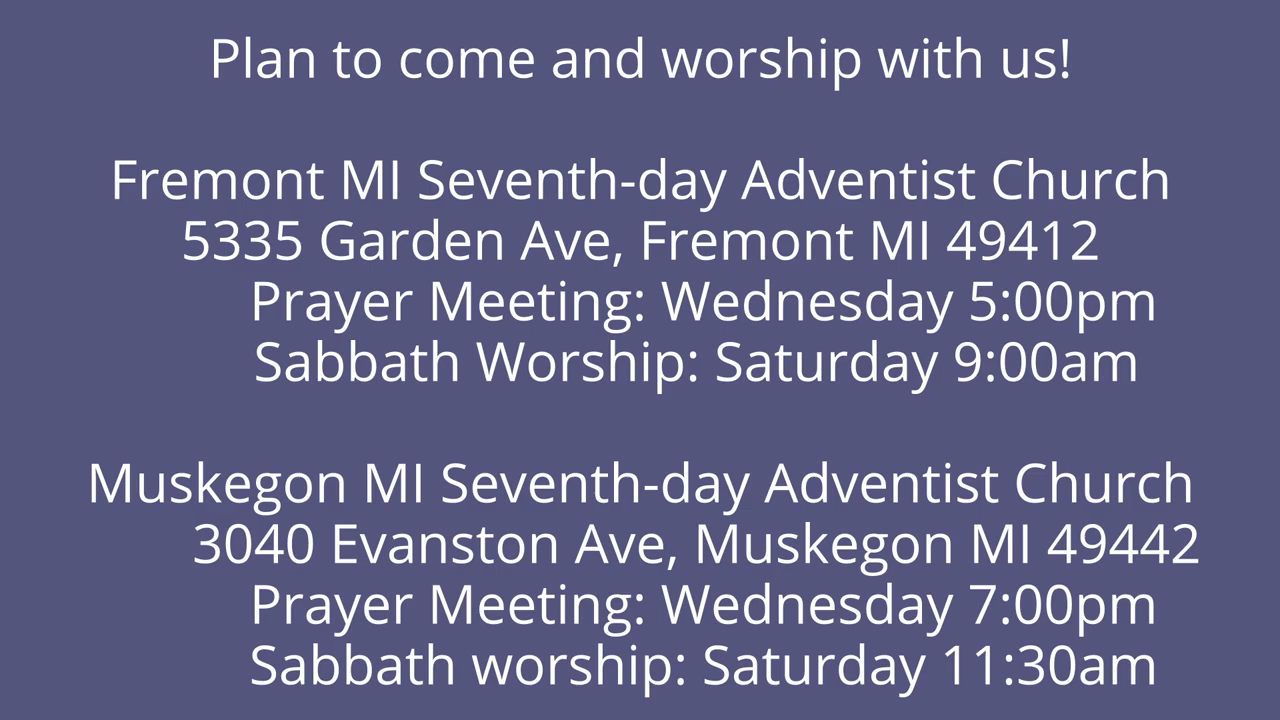 Plan to come and worship with us!
Fremont MI Seventh-day Adventist Church
5335 Garden Ave, Fremont MI 49412
Prayer Meeting: Wednesday 5:00pm
Sabbath Worship: Saturday 9:00am
Muskegon MI Seventh-day Adventist Church
3040 Evanston Ave, Muskegon MI 49442
Prayer Meeting: Wednesday 7:00pm
Sabbath worship: Saturday 11:30am